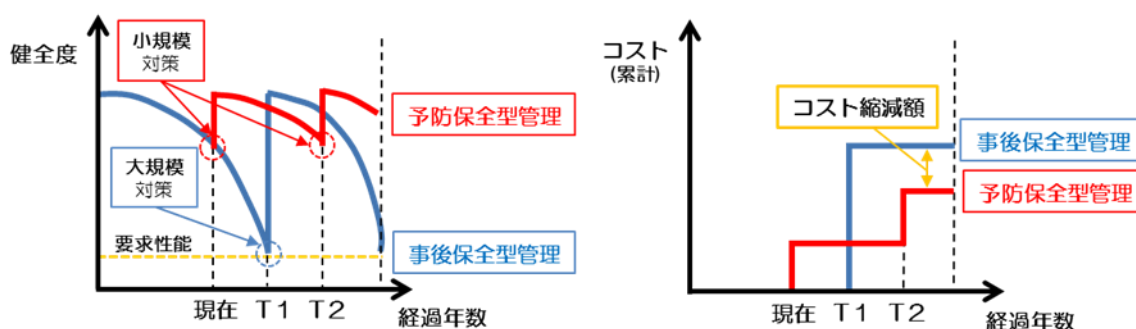 健全度
小規模
対策
予防保全型管理
大規模
対策
要求性能
事後保全型管理
現在
T1
T2
経過年数
コスト
(累計)
コスト縮減額
事後保全型管理
予防保全型管理
現在
T1
T2
経過年数